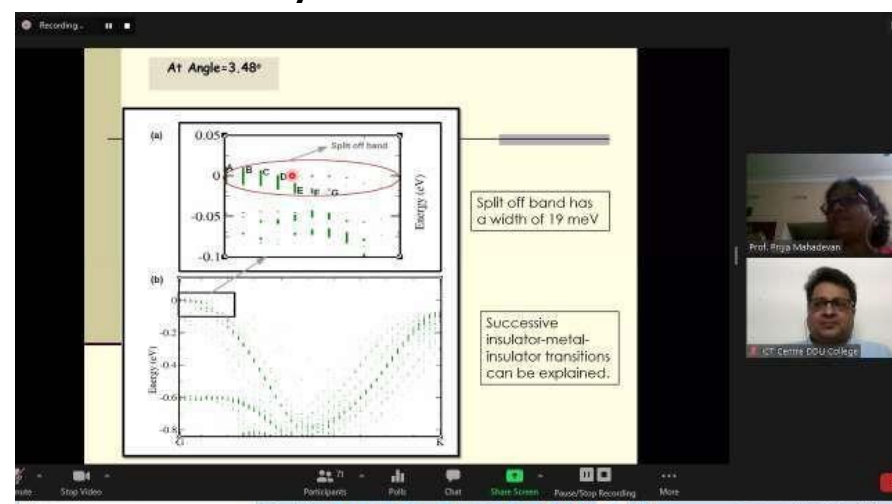 Recording...
At Angle=3.48°
(a)
0.05
Split off band
A B C D
0
E F G
-0.05
-0.1
Energy (eV)
Split off band has
a width of 19 meV
Prof. Priya Mahadevan
(b)
0
-0.2
-0.4
-0.6
-0.8
Energy (eV)
G
K
Successive
insulator-metal-
insulator transitions
can be explained.
ICT Centre DDU College
Stop Video
71
Participants
Polls
Chat
Share Screen
Pause/Stop Recording
More